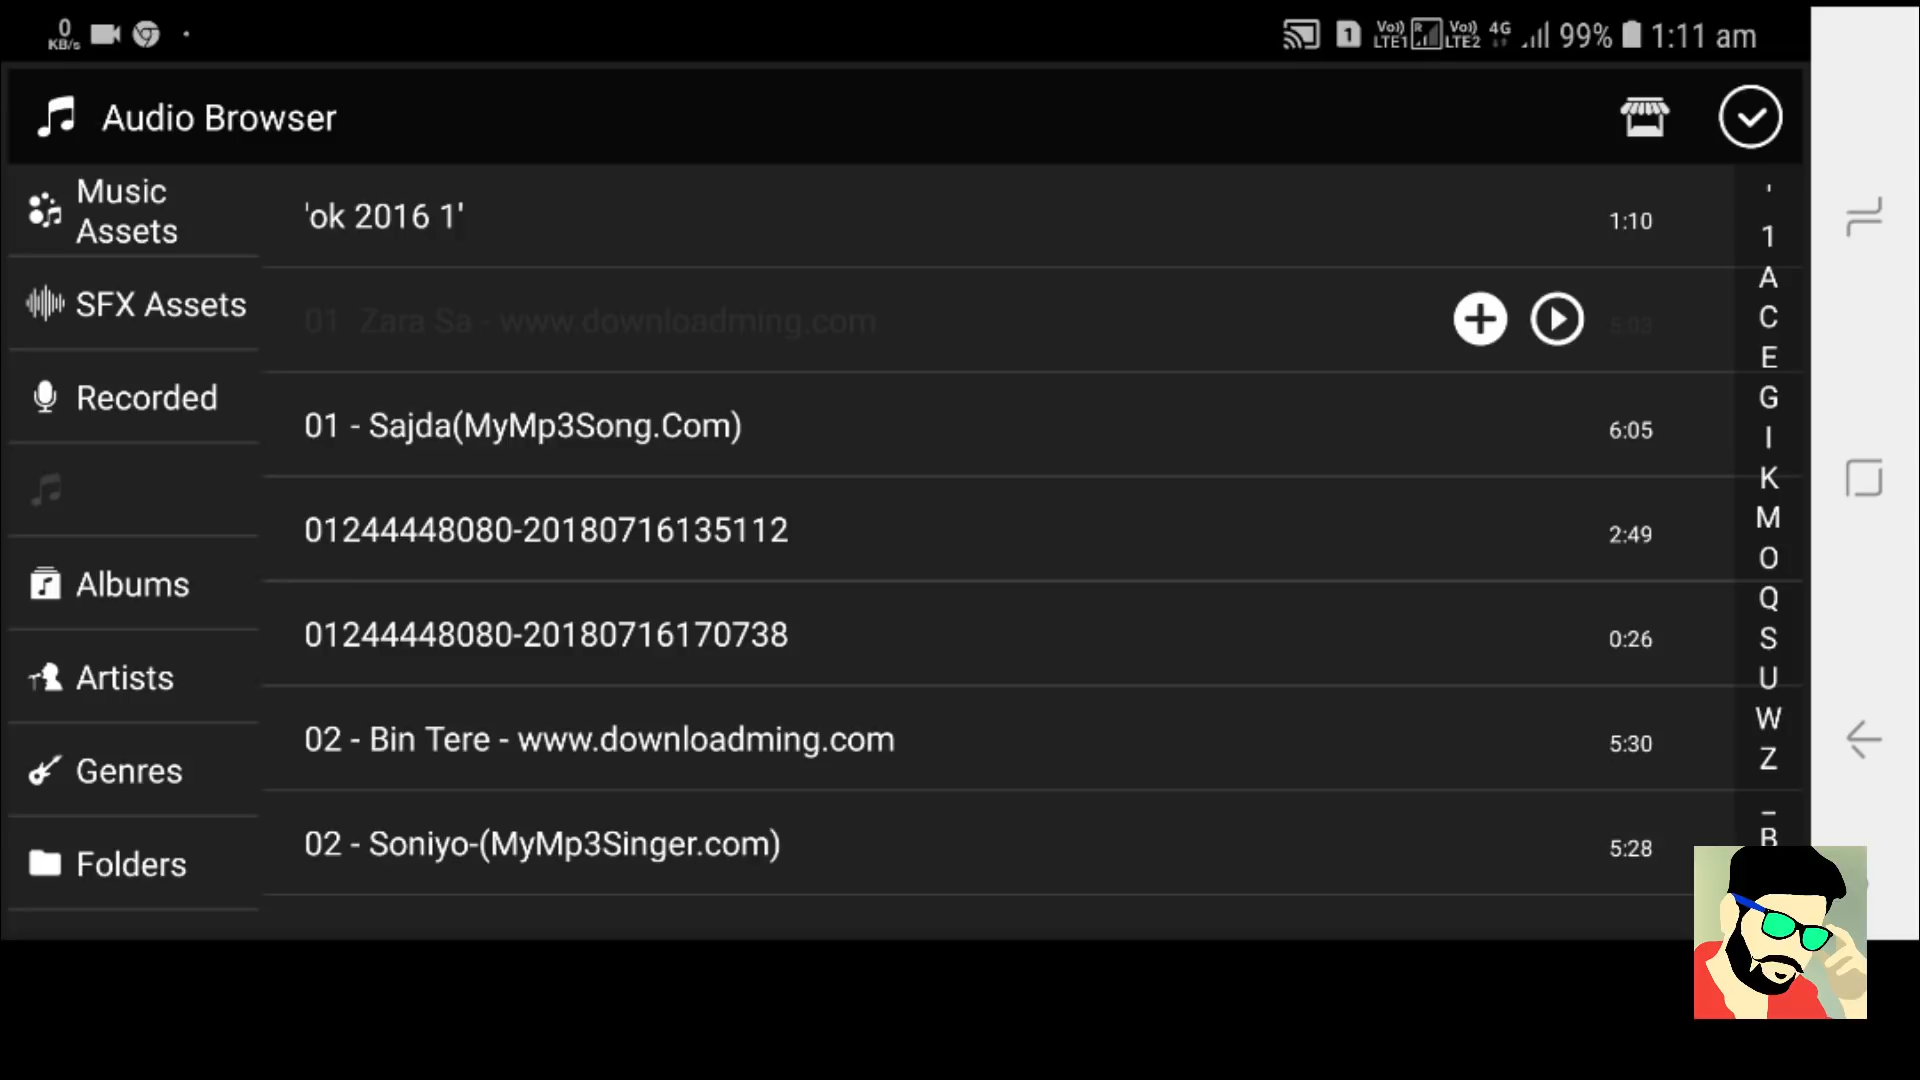 0
KB/s
1 Vo)) LTE1 R Vo)) LTE2 4G 99% 1:11 am
Audio Browser
Music
Assets
SFX Assets
Recorded
Albums
Artists
Genres
Folders
'ok 2016 1' 1:10
01 Zara Sa - www.downloadming.com 5:03
01 - Sajda(MyMp3Song.Com) 6:05
01244448080-20180716135112 2:49
01244448080-20180716170738 0:26
02 - Bin Tere - www.downloadming.com 5:30
02 - Soniyo-(MyMp3Singer.com) 5:28
'
1
A
C
E
G
I
K
M
O
Q
S
U
W
Z
_
B